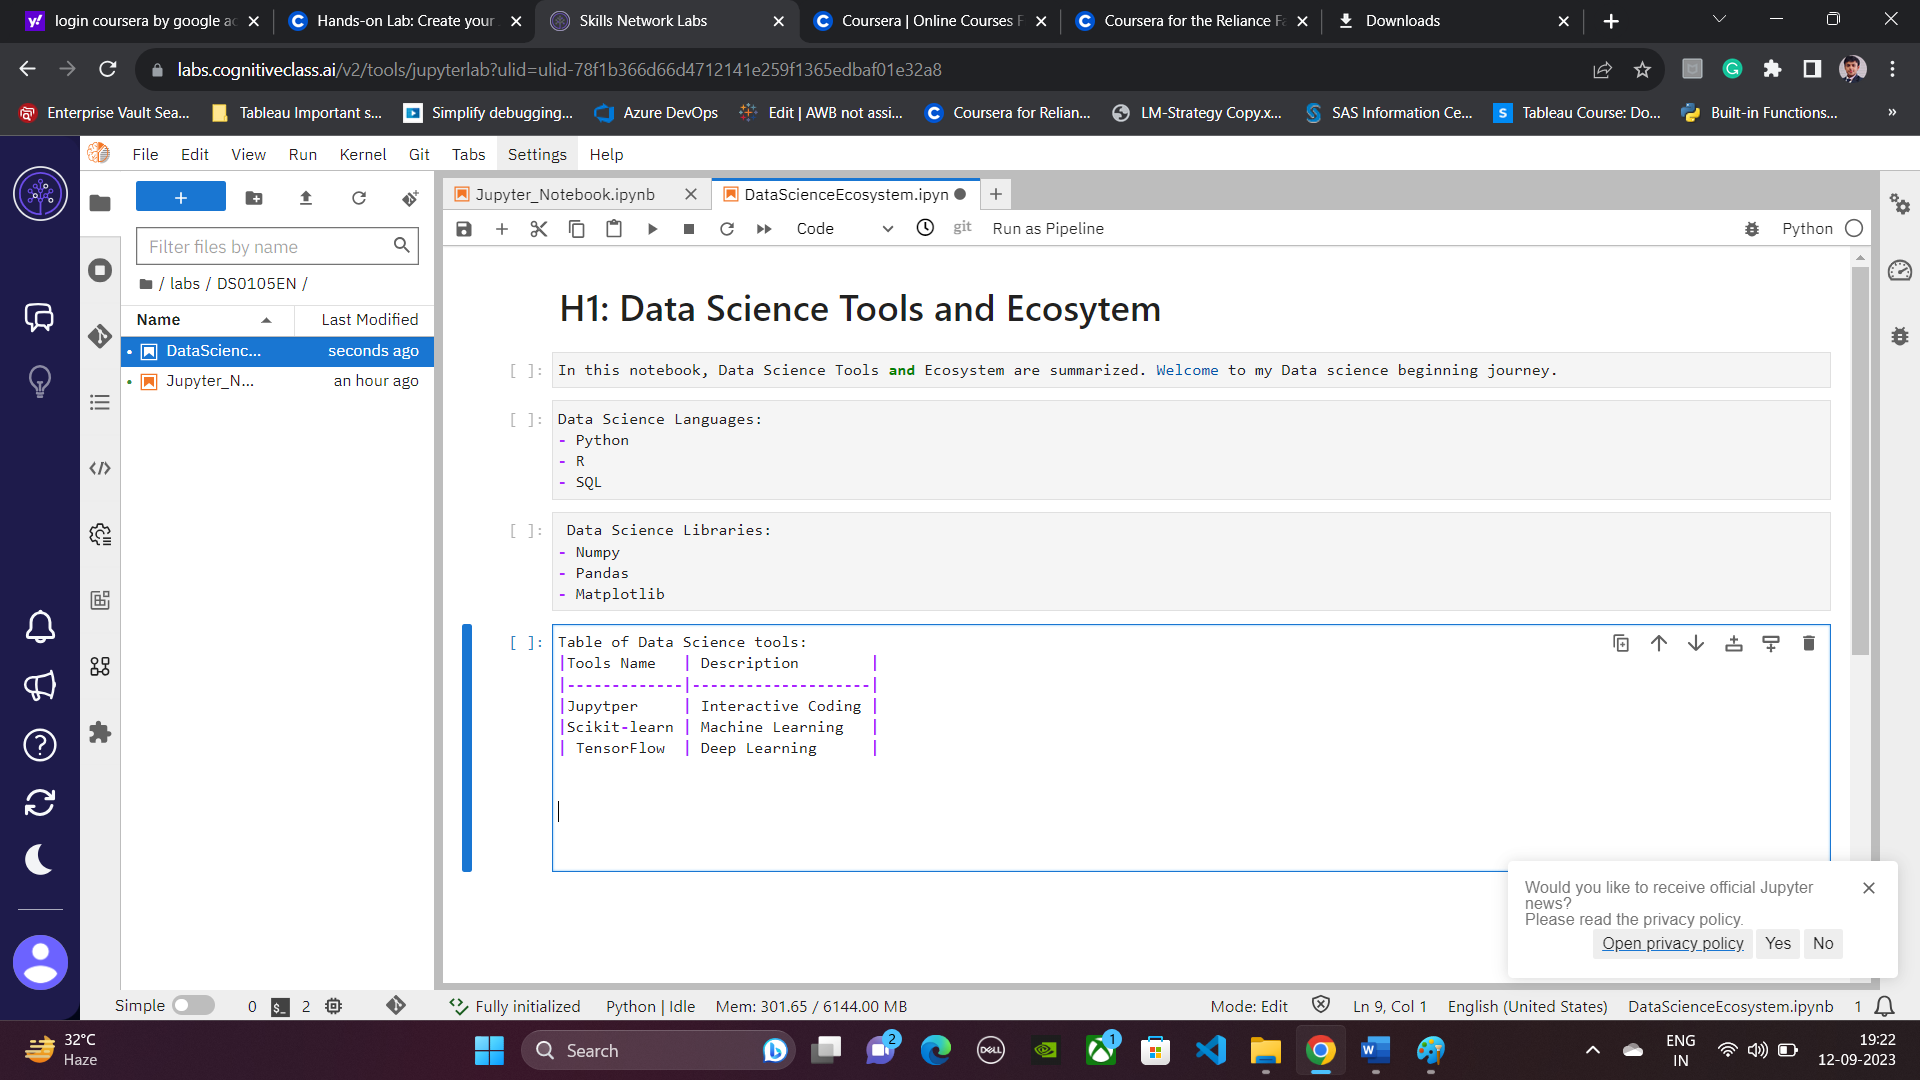 login coursera by google ac
Hands-on Lab: Create your
Skills Network Labs
Coursera | Online Courses F
Coursera for the Reliance Fa
Downloads
labs.cognitiveclass.ai/v2/tools/jupyterlab?ulid=ulid-78f1b366d66d4712141e259f1365edbaf01e32a8
Enterprise Vault Sea...
Tableau Important s...
Simplify debugging...
Azure DevOps
Edit | AWB not assi...
Coursera for Relian...
LM-Strategy Copy.x...
SAS Information Ce...
Tableau Course: Do...
Built-in Functions...
»
File Edit View Run Kernel Git Tabs Settings Help
Jupyter_Notebook.ipynb
DataScienceEcosystem.ipyn
Code
git
Run as Pipeline
Python
Filter files by name
/ labs / DS0105EN /
Name Last Modified
DataScienc... seconds ago
Jupyter_N... an hour ago
H1: Data Science Tools and Ecosytem
[ ]: In this notebook, Data Science Tools and Ecosystem are summarized. Welcome to my Data science beginning journey.
[ ]: Data Science Languages:
- Python
- R
- SQL
[ ]: Data Science Libraries:
- Numpy
- Pandas
- Matplotlib
[ ]: Table of Data Science tools:
|Tools Name   | Description        |
|-------------|--------------------|
|Jupytper     | Interactive Coding |
|Scikit-learn | Machine Learning   |
| TensorFlow  | Deep Learning      |
Would you like to receive official Jupyter
news?
Please read the privacy policy.
Open privacy policy Yes No
Simple 0 $_ 2 Fully initialized Python | Idle Mem: 301.65 / 6144.00 MB Mode: Edit Ln 9, Col 1 English (United States) DataScienceEcosystem.ipynb 1
32°C
Haze
Search
2
DELL
1
ENG
IN
19:22
12-09-2023